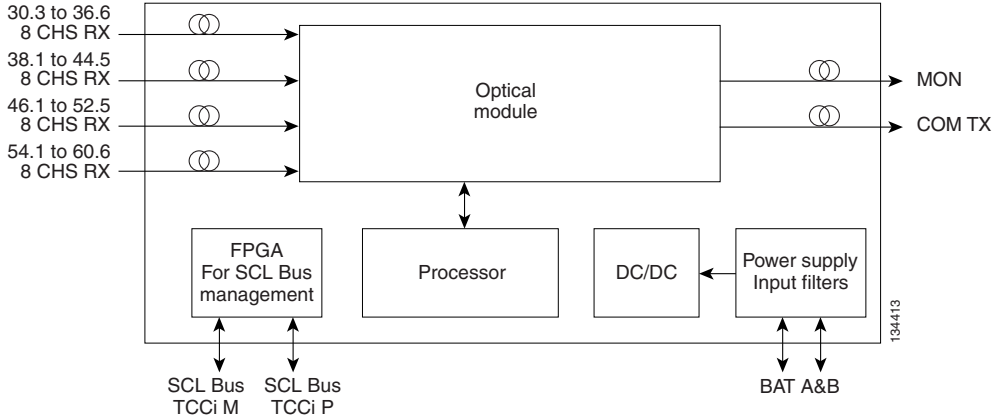 30.3 to 36.6
8 CHS RX
38.1 to 44.5
8 CHS RX
46.1 to 52.5
8 CHS RX
54.1 to 60.6
8 CHS RX
Optical
module
MON
COM TX
FPGA
For SCL Bus
management
Processor
DC/DC
Power supply
Input filters
134413
SCL Bus
TCCi M
SCL Bus
TCCi P
BAT A&B